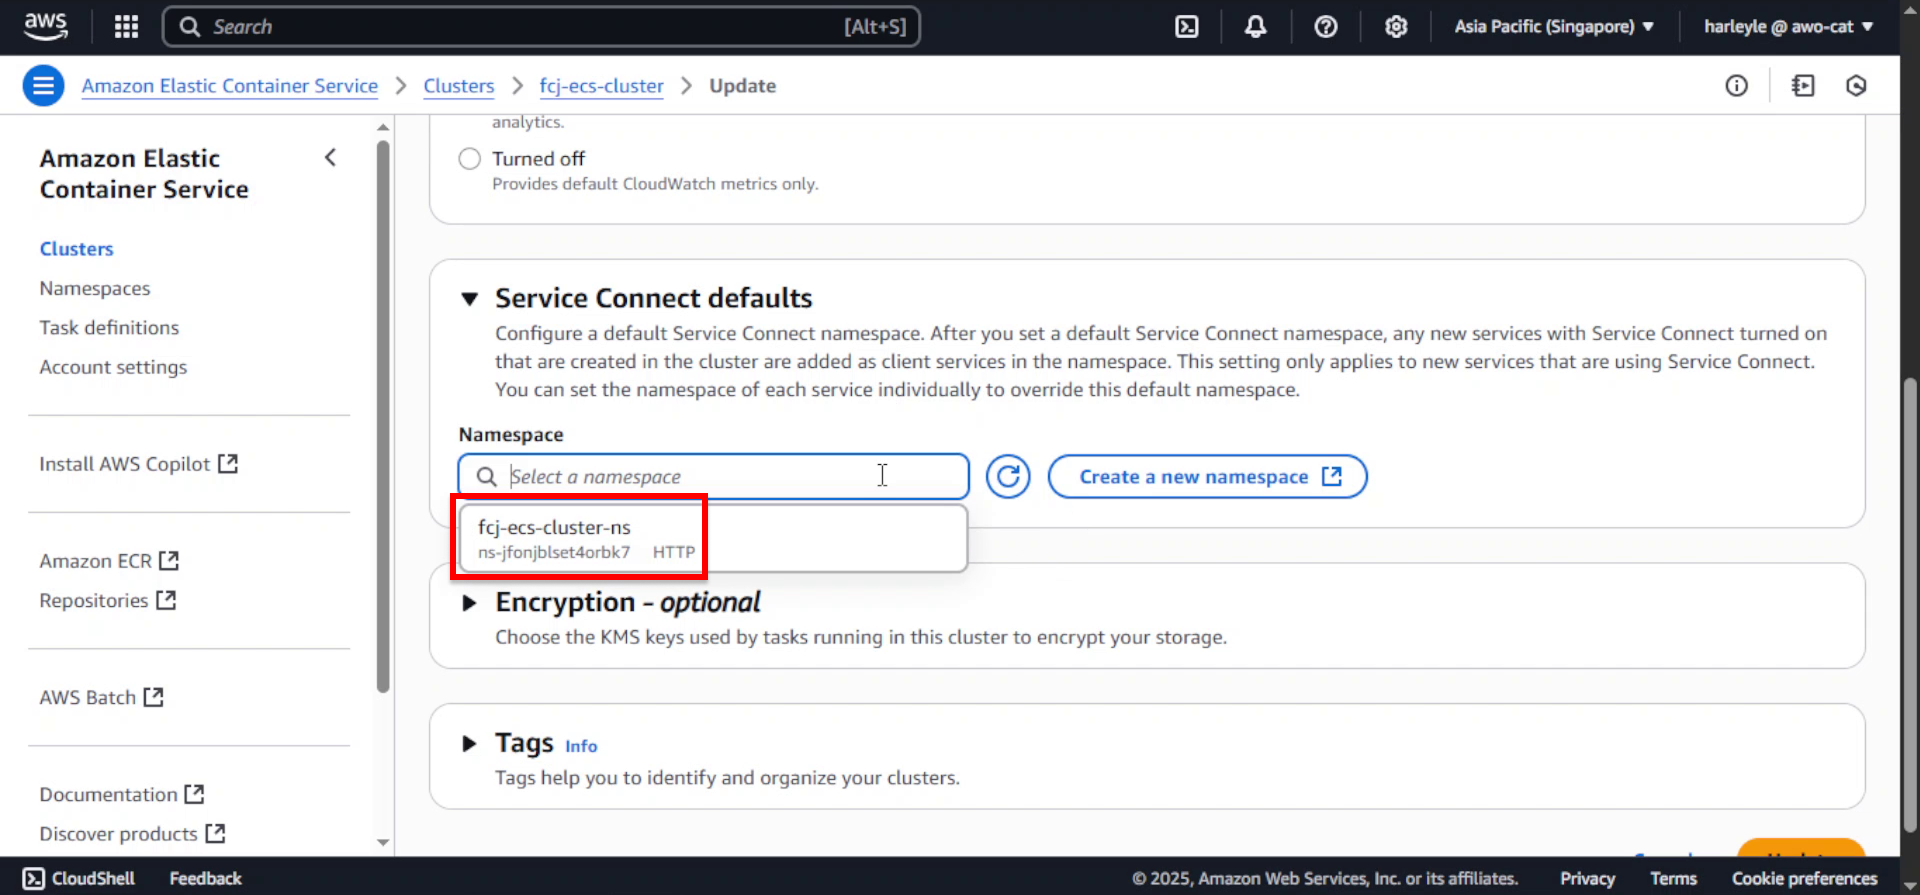 aws
Search [Alt+S]
Asia Pacific (Singapore)
harleyle @ awo-cat
Amazon Elastic Container Service > Clusters > fcj-ecs-cluster > Update
Amazon Elastic
Container Service
Clusters
Namespaces
Task definitions
Account settings
Install AWS Copilot
Amazon ECR
Repositories
AWS Batch
Documentation
Discover products
analytics.
Turned off
Provides default CloudWatch metrics only.
Service Connect defaults
Configure a default Service Connect namespace. After you set a default Service Connect namespace, any new services with Service Connect turned on
that are created in the cluster are added as client services in the namespace. This setting only applies to new services that are using Service Connect.
You can set the namespace of each service individually to override this default namespace.
Namespace
Select a namespace
Create a new namespace
fcj-ecs-cluster-ns
ns-jfonjblset4orbk7 HTTP
Encryption - optional
Choose the KMS keys used by tasks running in this cluster to encrypt your storage.
Tags Info
Tags help you to identify and organize your clusters.
CloudShell
Feedback
© 2025, Amazon Web Services, Inc. or its affiliates.
Privacy
Terms
Cookie preferences